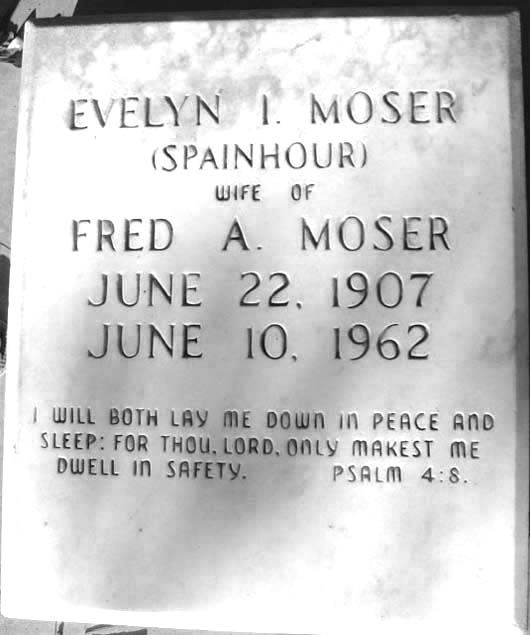 EVELYN I. MOSER
(SPAINHOUR)
WIFE OF
FRED A. MOSER
JUNE 22, 1907
JUNE 10, 1962
I WILL BOTH LAY ME DOWN IN PEACE AND
SLEEP: FOR THOU, LORD, ONLY MAKEST ME
DWELL IN SAFETY. PSALM 4:8.